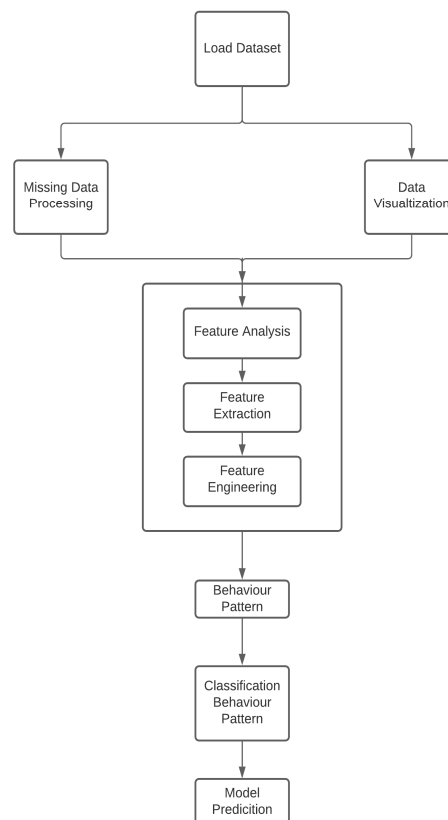 Load Dataset
Missing Data
Processing
Data
Visualtization
Feature Analysis
Feature
Extraction
Feature
Engineering
Behaviour
Pattern
Classification
Behaviour
Pattern
Model
Predicition